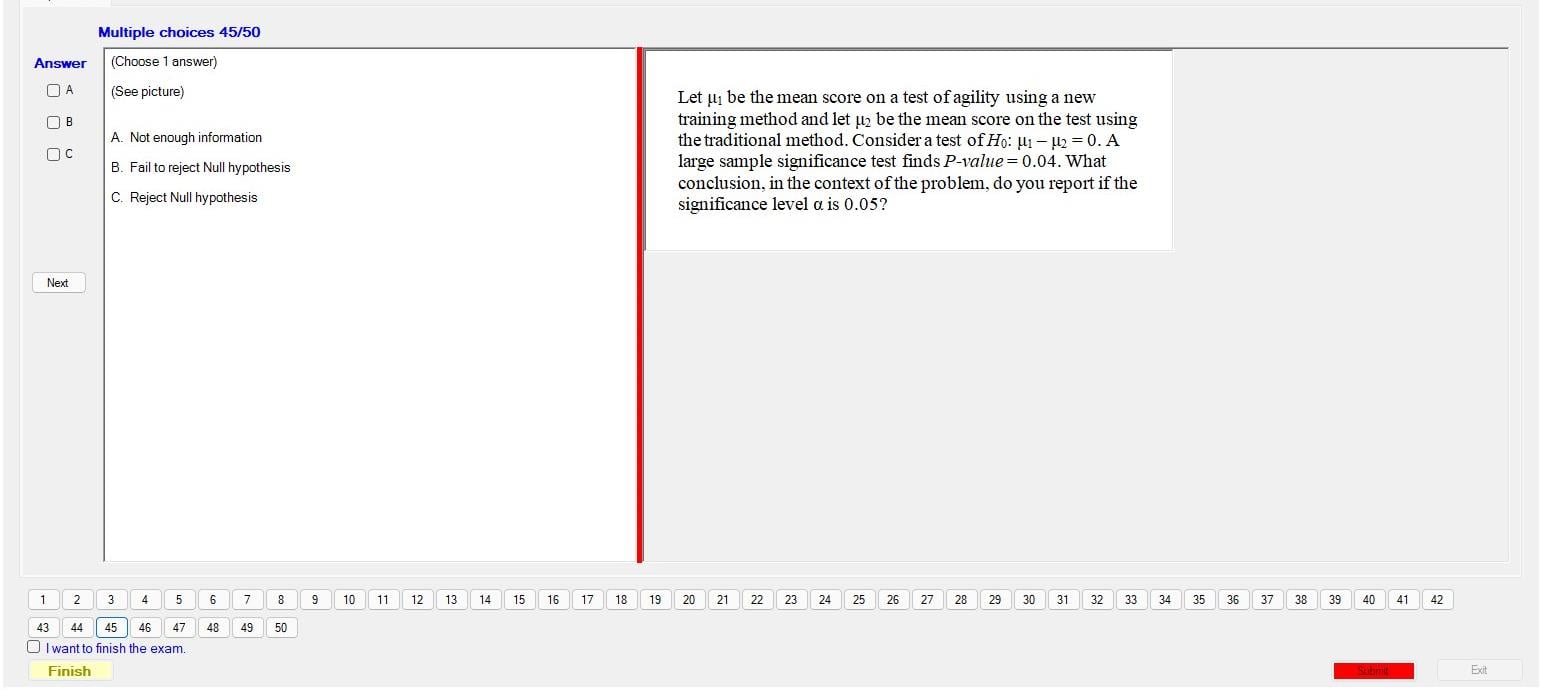 Multiple choices 45/50
Answer
A
B
C
Next
(Choose 1 answer)
(See picture)
A. Not enough information
B. Fail to reject Null hypothesis
C. Reject Null hypothesis
Let μ₁ be the mean score on a test of agility using a new
training method and let μ₂ be the mean score on the test using
the traditional method. Consider a test of H₀: μ₁ – μ₂ = 0. A
large sample significance test finds P-value = 0.04. What
conclusion, in the context of the problem, do you report if the
significance level α is 0.05?
1 2 3 4 5 6 7 8 9 10 11 12 13 14 15 16 17 18 19 20 21 22 23 24 25 26 27 28 29 30 31 32 33 34 35 36 37 38 39 40 41 42
43 44 45 46 47 48 49 50
I want to finish the exam.
Finish
Submit
Exit